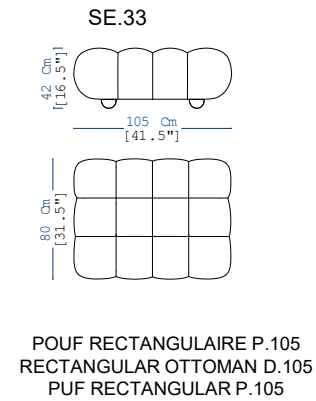 SE.33
42 Cm
[16.5"]
105 Cm
[41.5"]
80 Cm
[31.5"]
POUF RECTANGULAIRE P.105
RECTANGULAR OTTOMAN D.105
PUF RECTANGULAR P.105